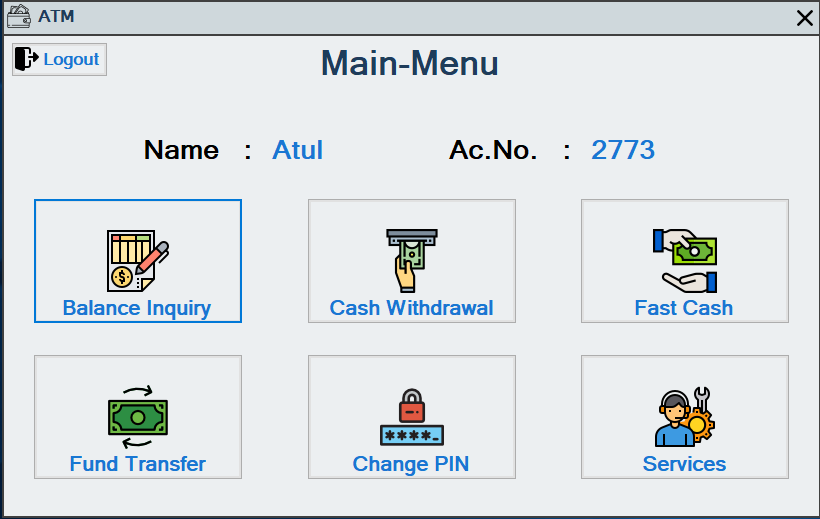 ATM
Logout
Main-Menu
Name : Atul Ac.No. : 2773
Balance Inquiry Cash Withdrawal Fast Cash
Fund Transfer Change PIN Services